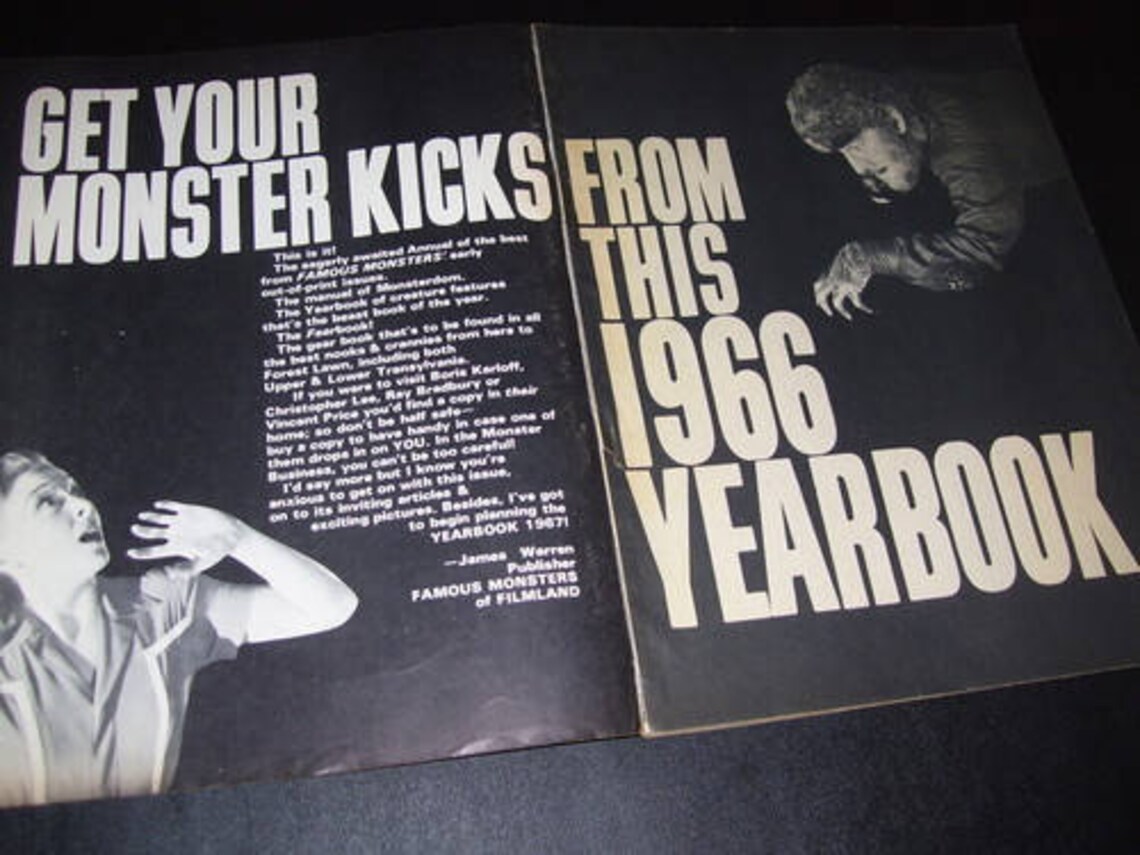 GET YOUR
MONSTER KICKS
This is it!
The eagerly awaited Annual of the best
from FAMOUS MONSTERS' early
out-of-print issues.
The manual of Monsterdom.
The Yearbook of creature features
that's the beast book of the year.
The Fearbook!
The gear book that's to be found in all
the best nooks & crannies from here to
Forest Lawn, including both
Upper & Lower Transylvania.
If you were to visit Boris Karloff,
Christopher Lee, Ray Bradbury or
Vincent Price you'd find a copy in their
home; so don't be half safe—
buy a copy to have handy in case one of
them drops in on YOU. In the Monster
Business, you can't be too careful!
I'd say more but I know you're
anxious to get on with this issue,
on to its inviting articles &
exciting pictures. Besides, I've got
to begin planning the
YEARBOOK 1967!
—James Warren
Publisher
FAMOUS MONSTERS
of FILMLAND
FROM
THIS
1966
YEARBOOK